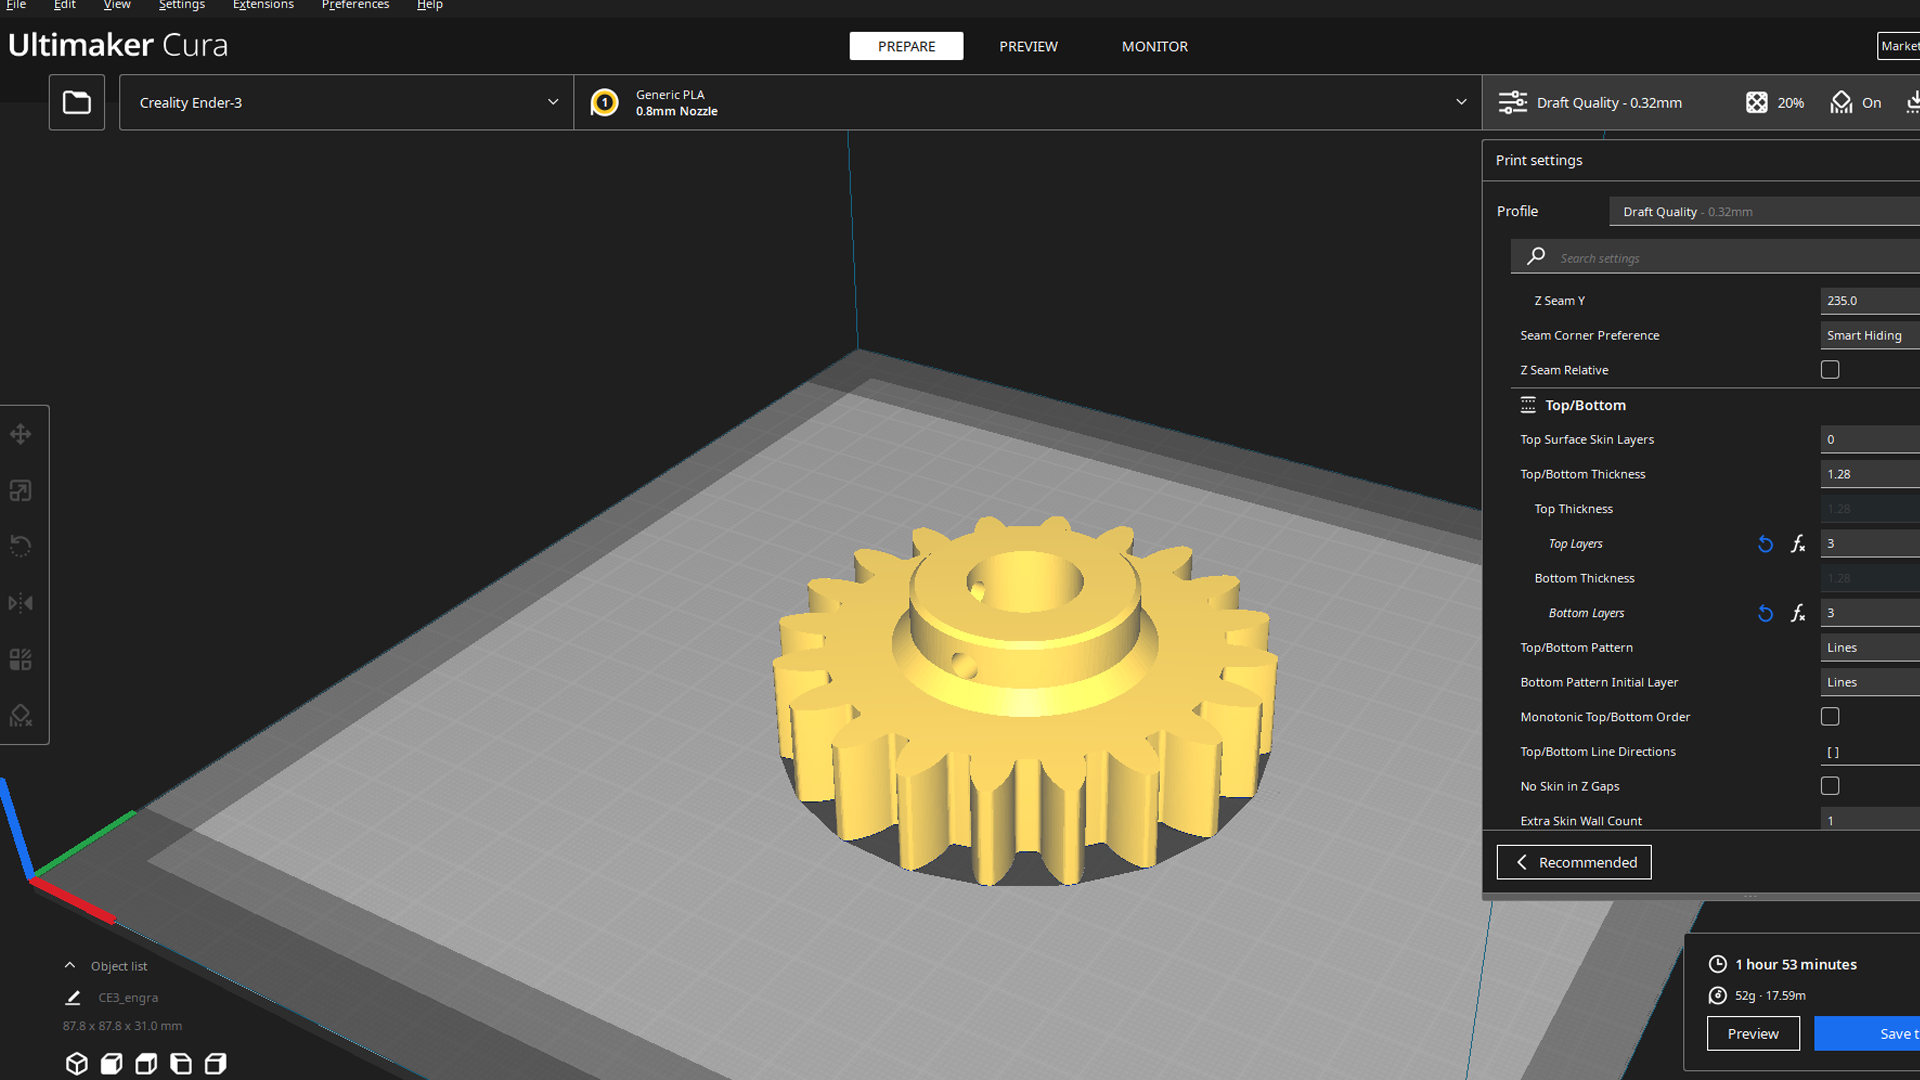 File Edit View Settings Extensions Preferences Help
Ultimaker Cura
PREPARE PREVIEW MONITOR
Market
Creality Ender-3
1
Generic PLA
0.8mm Nozzle
Draft Quality - 0.32mm 20% On
Print settings
Profile Draft Quality - 0.32mm
Search settings
Z Seam Y 235.0
Seam Corner Preference Smart Hiding
Z Seam Relative
Top/Bottom
Top Surface Skin Layers 0
Top/Bottom Thickness 1.28
Top Thickness 1.28
Top Layers fx 3
Bottom Thickness 1.28
Bottom Layers fx 3
Top/Bottom Pattern Lines
Bottom Pattern Initial Layer Lines
Monotonic Top/Bottom Order
Top/Bottom Line Directions [ ]
No Skin in Z Gaps
Extra Skin Wall Count 1
Recommended
Object list
CE3_engra
87.8 x 87.8 x 31.0 mm
1 hour 53 minutes
52g · 17.59m
Preview Save t